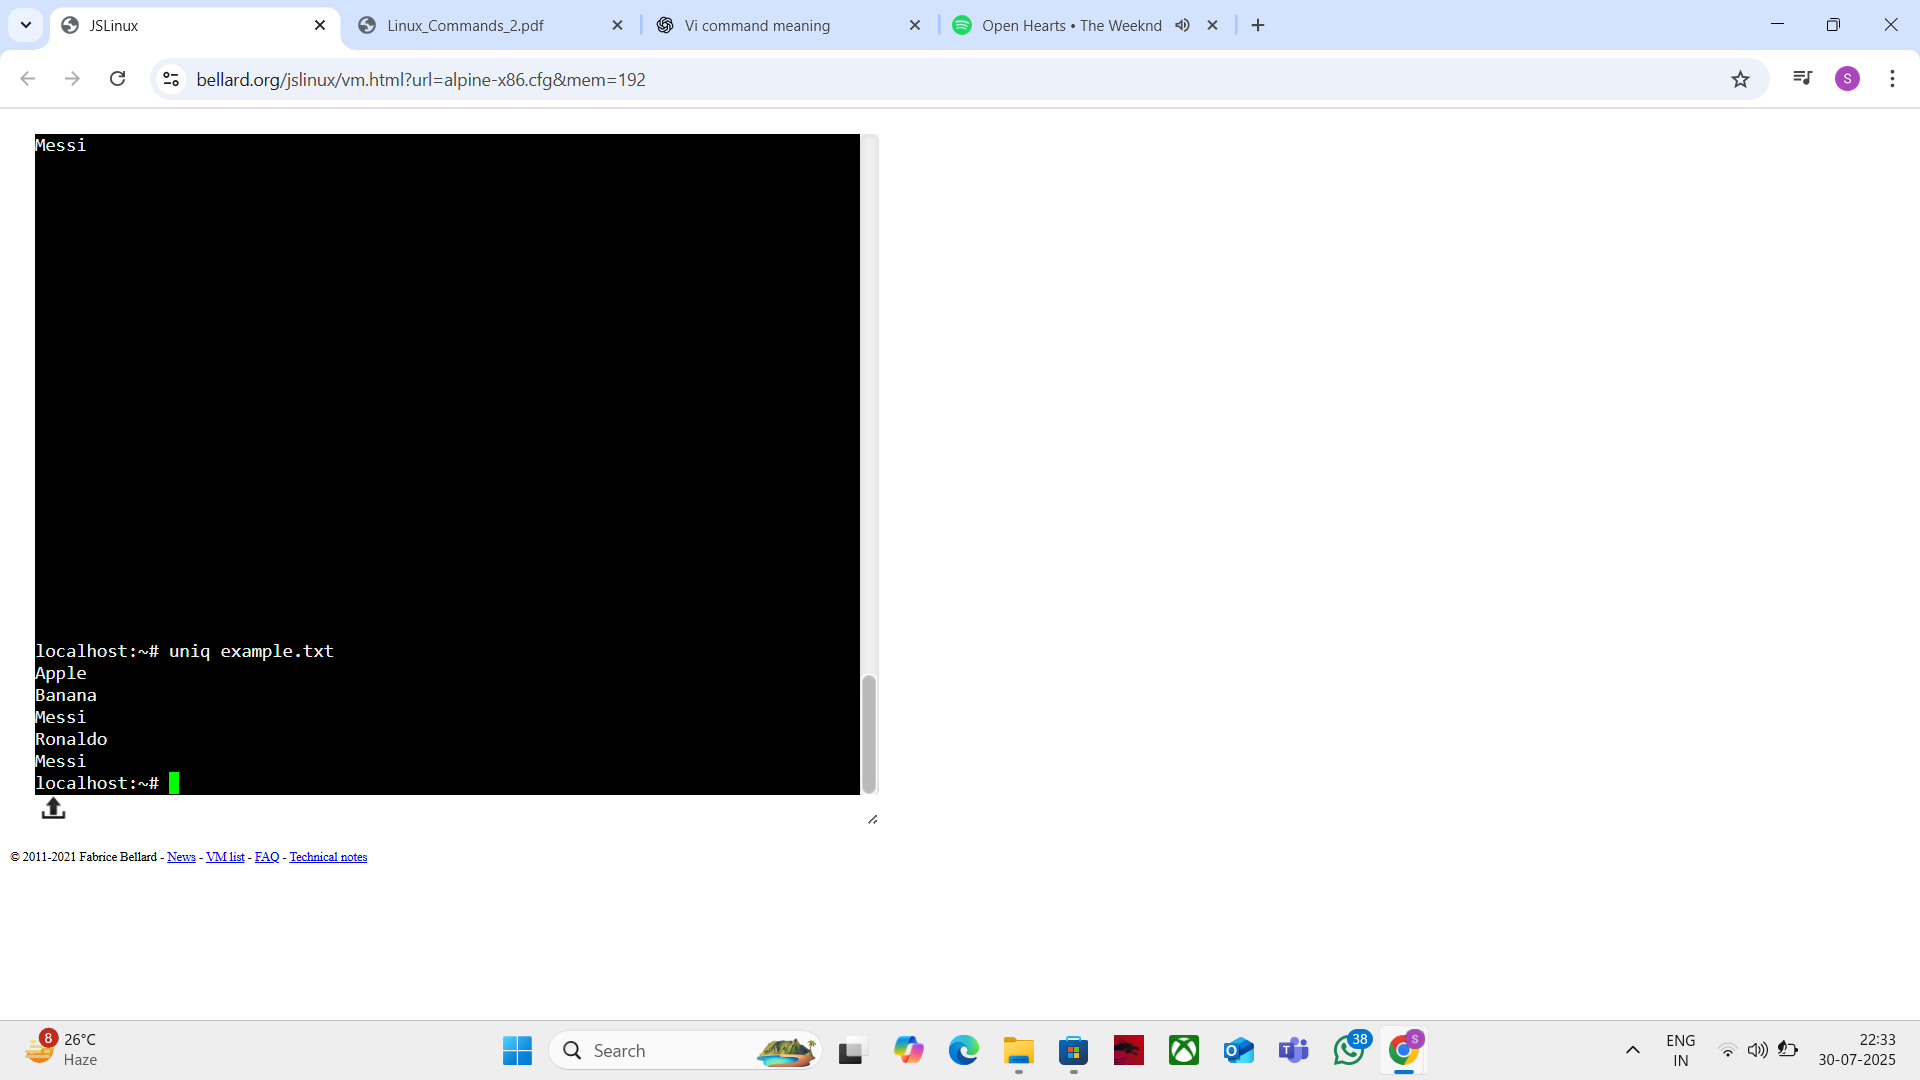 JSLinux
Linux_Commands_2.pdf
Vi command meaning
Open Hearts • The Weeknd
bellard.org/jslinux/vm.html?url=alpine-x86.cfg&mem=192
S
Messi
localhost:~# uniq example.txt
Apple
Banana
Messi
Ronaldo
Messi
localhost:~#
© 2011-2021 Fabrice Bellard - News - VM list - FAQ - Technical notes
8
26°C
Haze
Search
38
S
ENG
IN
22:33
30-07-2025